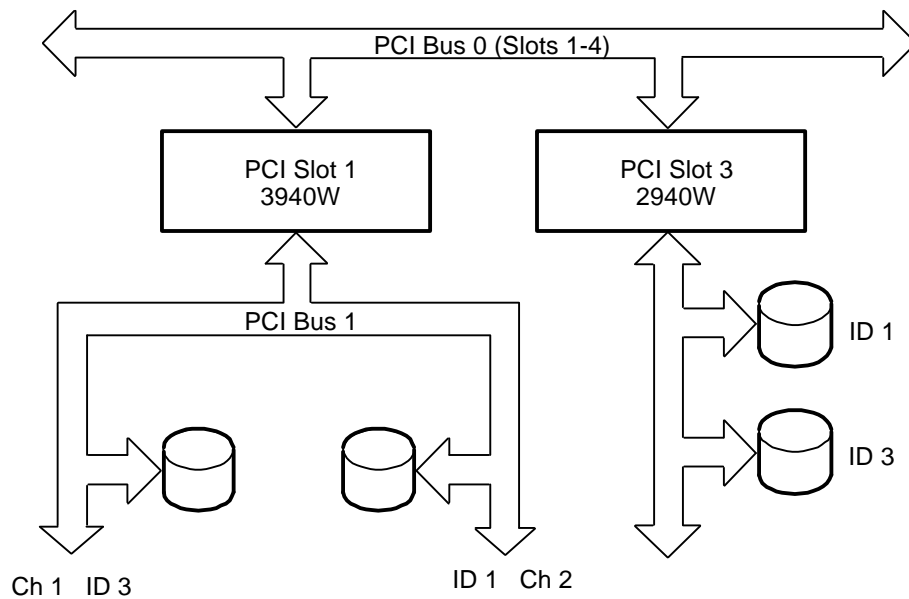 PCI Bus 0 (Slots 1-4)
PCI Slot 1
3940W
PCI Slot 3
2940W
PCI Bus 1
ID 1
ID 3
Ch 1 ID 3
ID 1 Ch 2